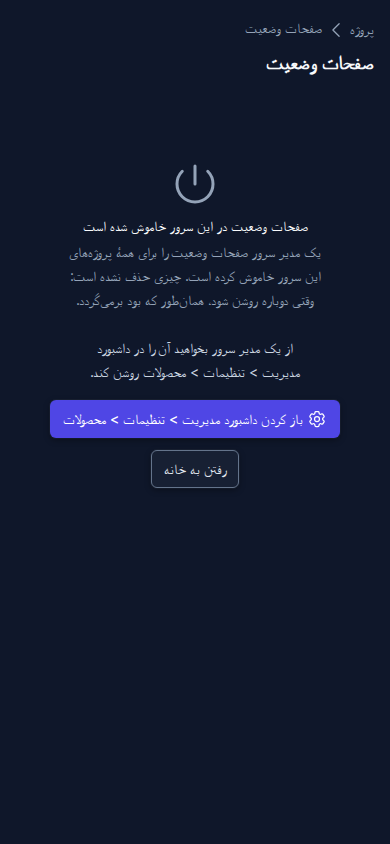 پروژه
صفحات وضعیت
صفحات وضعیت
صفحات وضعیت در این سرور خاموش شده است
یک مدیر سرور صفحات وضعیت را برای همهٔ پروژه‌های
این سرور خاموش کرده است. چیزی حذف نشده است:
وقتی دوباره روشن شود، همان‌طور که بود برمی‌گردد.
از یک مدیر سرور بخواهید آن را در داشبورد
مدیریت > تنظیمات > محصولات روشن کند.
باز کردن داشبورد مدیریت > تنظیمات > محصولات
رفتن به خانه